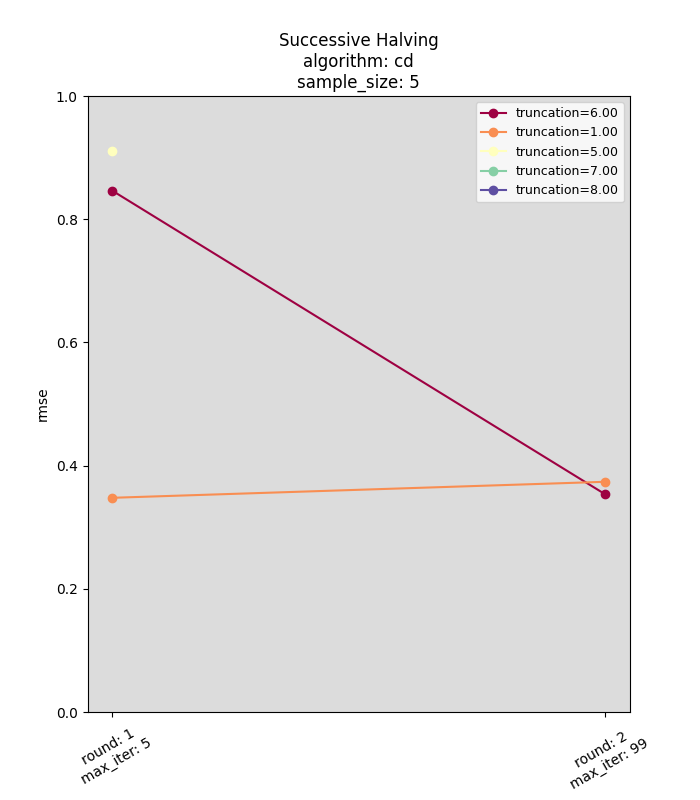 Successive Halving
algorithm: cd
sample_size: 5
truncation=6.00
truncation=1.00
truncation=5.00
truncation=7.00
truncation=8.00
1.0
0.8
0.6
0.4
0.2
0.0
rmse
round: 1
max_iter: 5
round: 2
max_iter: 99